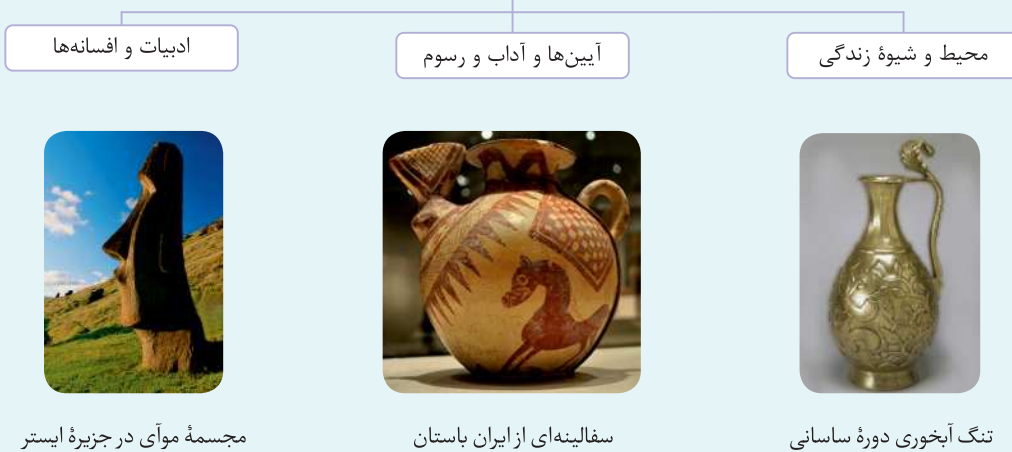 محیط و شیوهٔ زندگی
آیین‌ها و آداب و رسوم
ادبیات و افسانه‌ها
تنگ آبخوری دورهٔ ساسانی
سفالینه‌ای از ایران باستان
مجسمهٔ موآی در جزیرهٔ ایستر